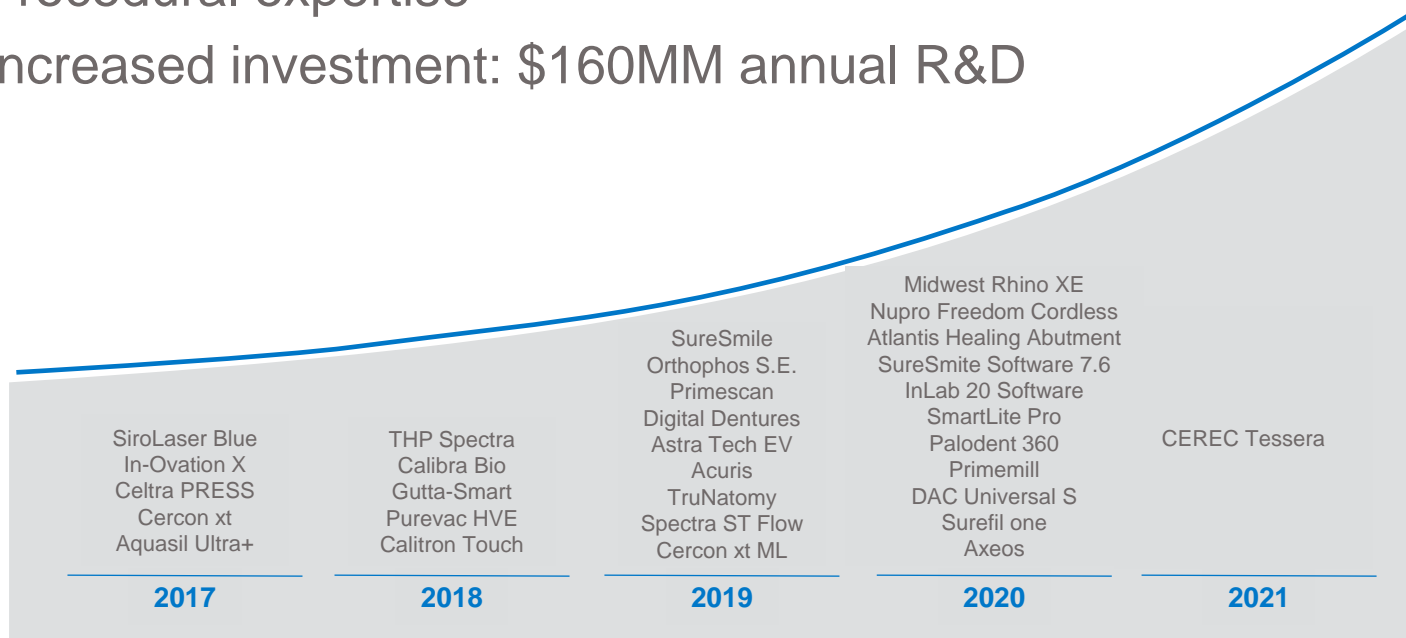 rocedural expertise
ncreased investment: $160MM annual R&D
SiroLaser Blue
In-Ovation X
Celtra PRESS
Cercon xt
Aquasil Ultra+
2017
THP Spectra
Calibra Bio
Gutta-Smart
Purevac HVE
Calitron Touch
2018
SureSmile
Orthophos S.E.
Primescan
Digital Dentures
Astra Tech EV
Acuris
TruNatomy
Spectra ST Flow
Cercon xt ML
2019
Midwest Rhino XE
Nupro Freedom Cordless
Atlantis Healing Abutment
SureSmite Software 7.6
InLab 20 Software
SmartLite Pro
Palodent 360
Primemill
DAC Universal S
Surefil one
Axeos
2020
CEREC Tessera
2021